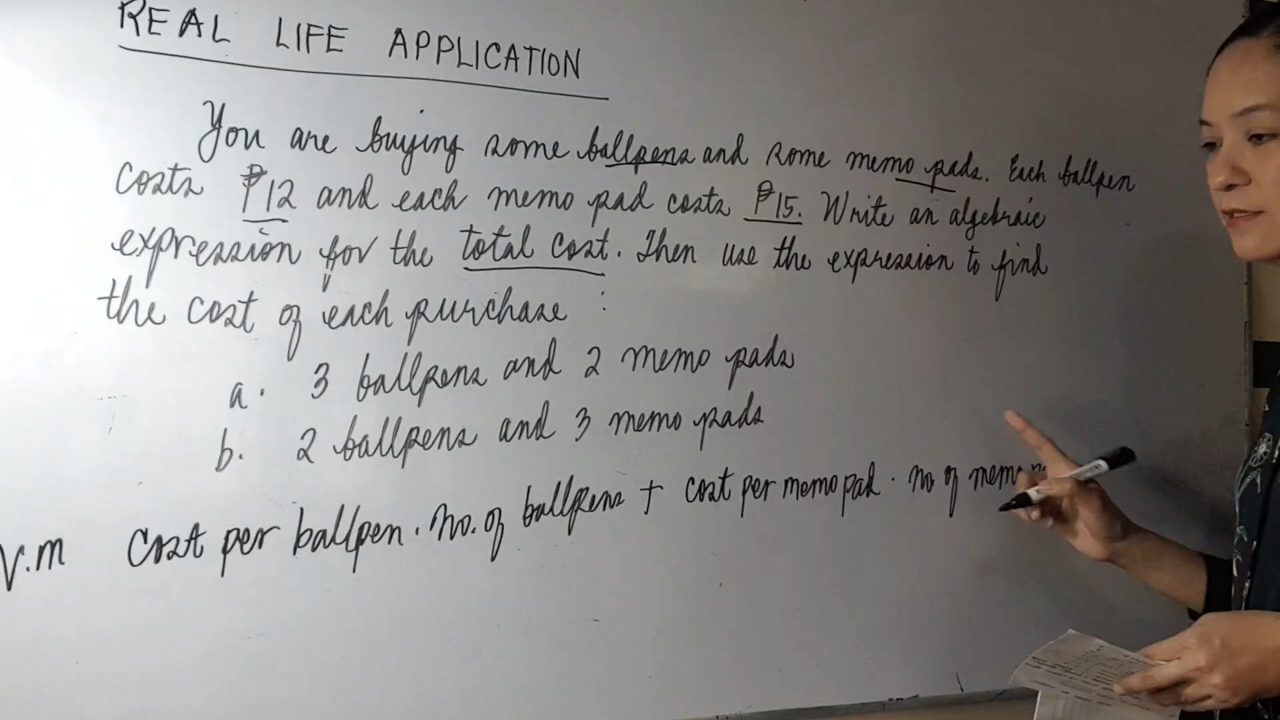 REAL LIFE APPLICATION
You are buying some ballpens and some memo pads. Each ballpen
costs ₱12 and each memo pad costs ₱15. Write an algebraic
expression for the total cost. Then use the expression to find
the cost of each purchase :
a. 3 ballpens and 2 memo pads
b. 2 ballpens and 3 memo pads
V.m Cost per ballpen . No. of ballpens + cost per memo pad . no of